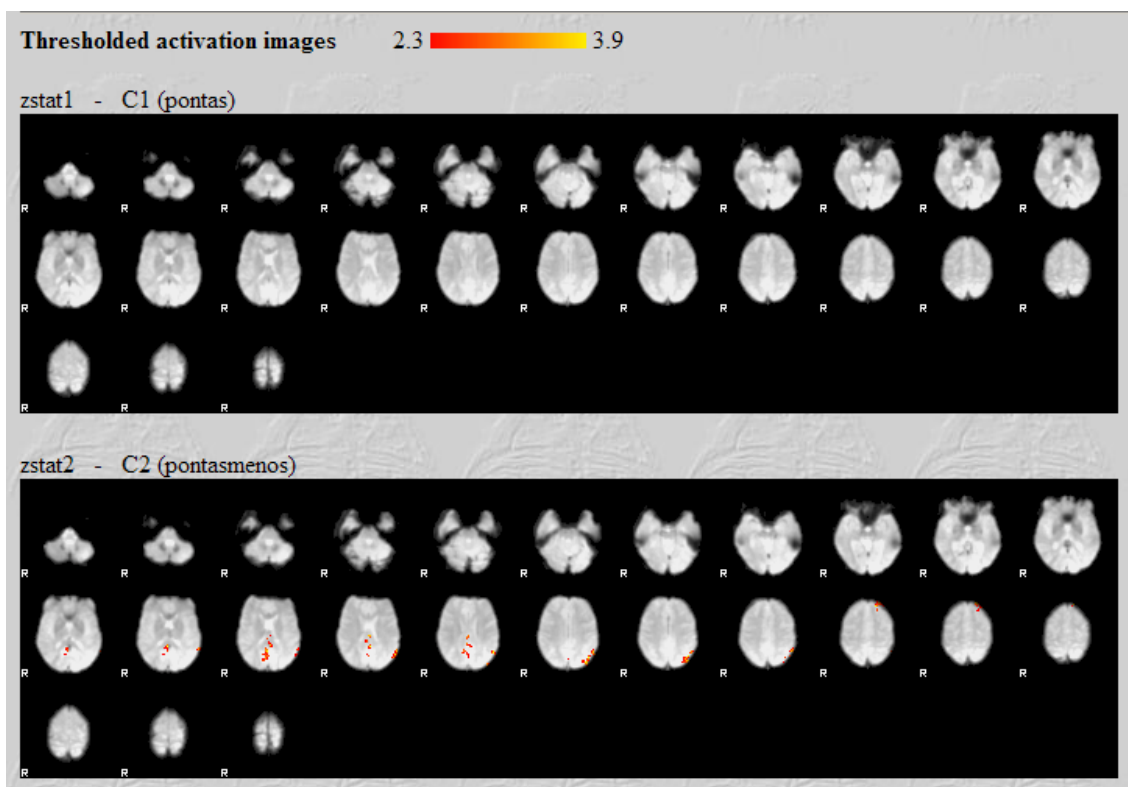 Thresholded activation images 2.3 3.9
zstat1 - C1 (pontas)
R R R R R R R R R R R
R R R R R R R R R R R
R R R
zstat2 - C2 (pontasmenos)
R R R R R R R R R R R
R R R R R R R R R R R
R R R